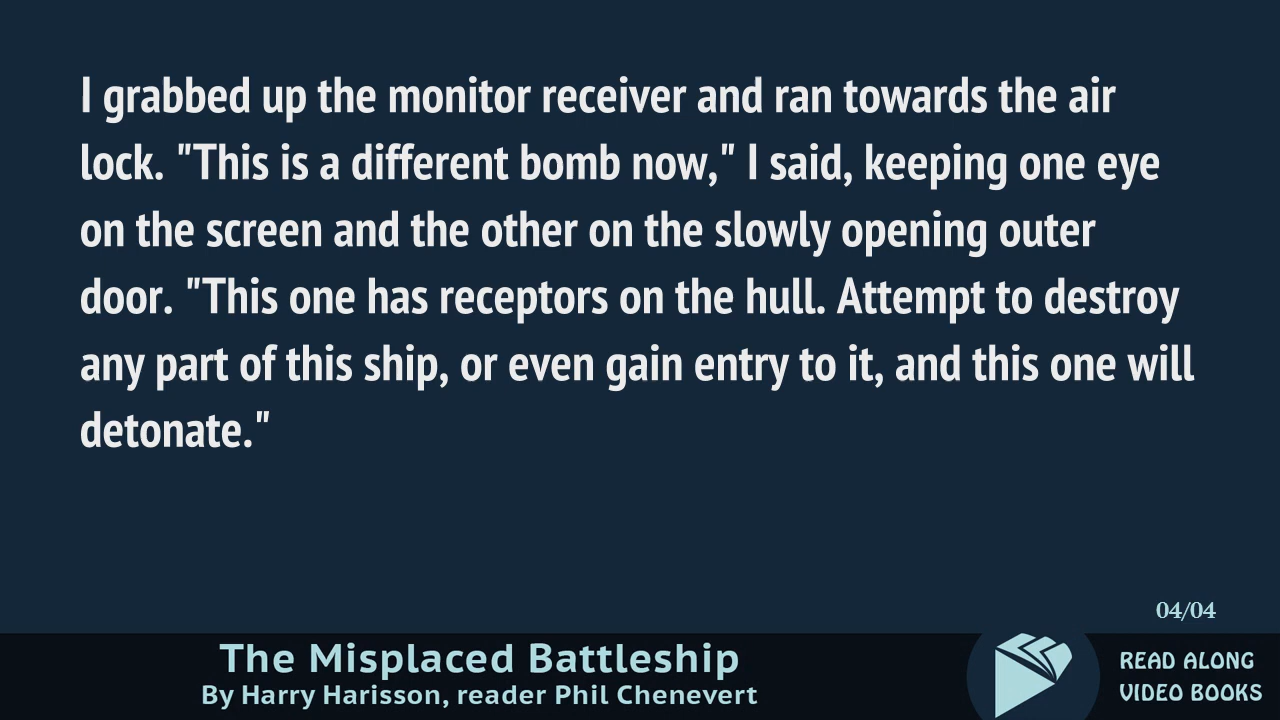 I grabbed up the monitor receiver and ran towards the air
lock. "This is a different bomb now," I said, keeping one eye
on the screen and the other on the slowly opening outer
door. "This one has receptors on the hull. Attempt to destroy
any part of this ship, or even gain entry to it, and this one will
detonate."
04/04
The Misplaced Battleship
By Harry Harisson, reader Phil Chenevert
READ ALONG
VIDEO BOOKS